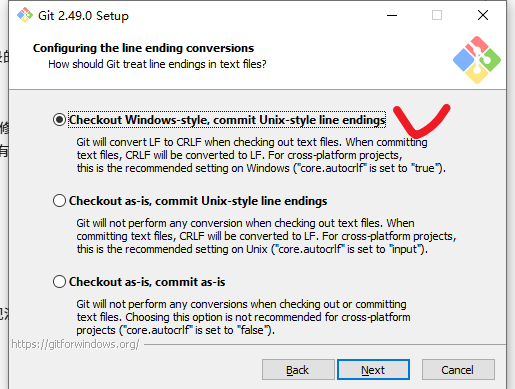 Git 2.49.0 Setup
Configuring the line ending conversions
How should Git treat line endings in text files?
Checkout Windows-style, commit Unix-style line endings
Git will convert LF to CRLF when checking out text files. When committing
text files, CRLF will be converted to LF. For cross-platform projects,
this is the recommended setting on Windows ("core.autocrlf" is set to "true").
Checkout as-is, commit Unix-style line endings
Git will not perform any conversion when checking out text files. When
committing text files, CRLF will be converted to LF. For cross-platform projects,
this is the recommended setting on Unix ("core.autocrlf" is set to "input").
Checkout as-is, commit as-is
Git will not perform any conversions when checking out or committing
text files. Choosing this option is not recommended for cross-platform
projects ("core.autocrlf" is set to "false").
https://gitforwindows.org/
Back
Next
Cancel